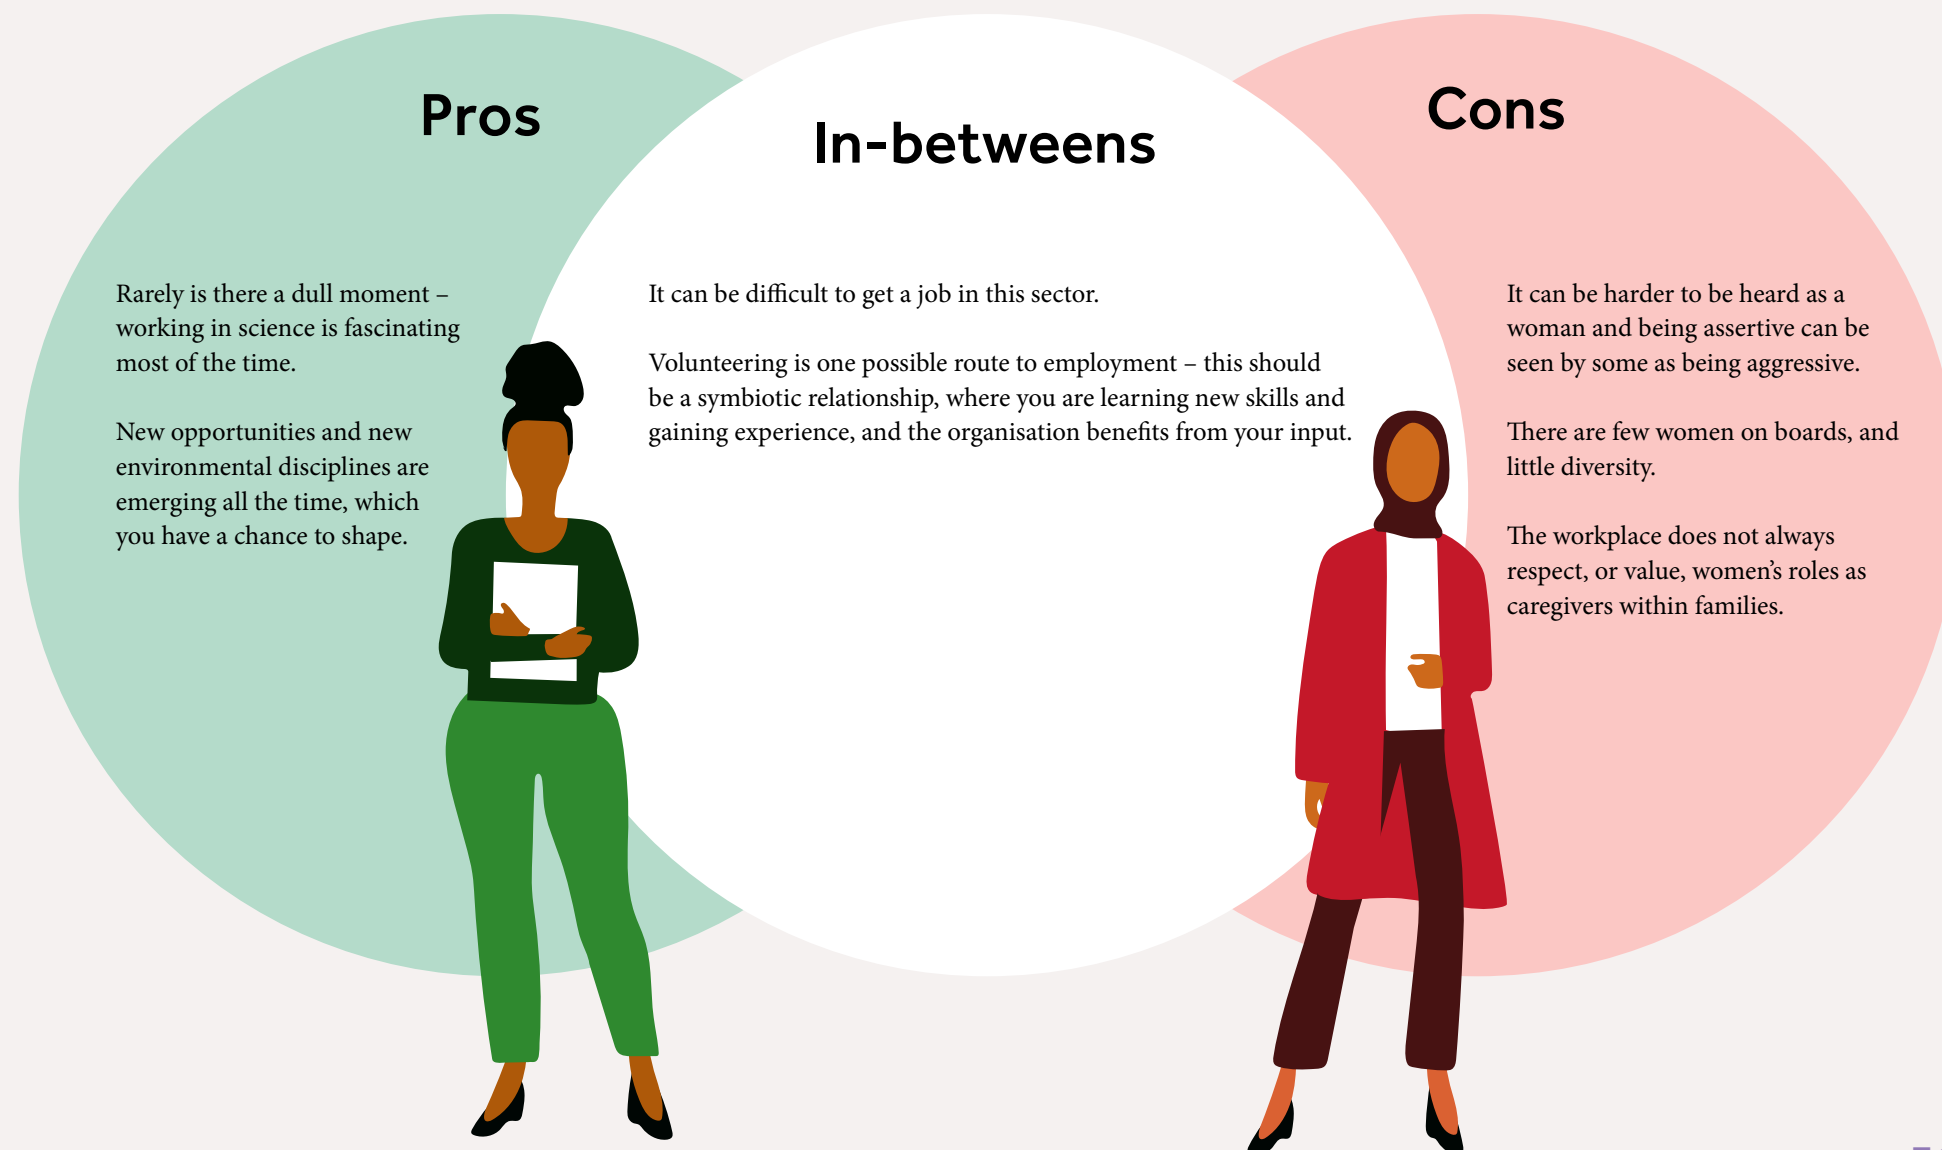 Pros
Rarely is there a dull moment –
working in science is fascinating
most of the time.
New opportunities and new
environmental disciplines are
emerging all the time, which
you have a chance to shape.
In-betweens
It can be difficult to get a job in this sector.
Volunteering is one possible route to employment – this should
be a symbiotic relationship, where you are learning new skills and
gaining experience, and the organisation benefits from your input.
Cons
It can be harder to be heard as a
woman and being assertive can be
seen by some as being aggressive.
There are few women on boards, and
little diversity.
The workplace does not always
respect, or value, women’s roles as
caregivers within families.